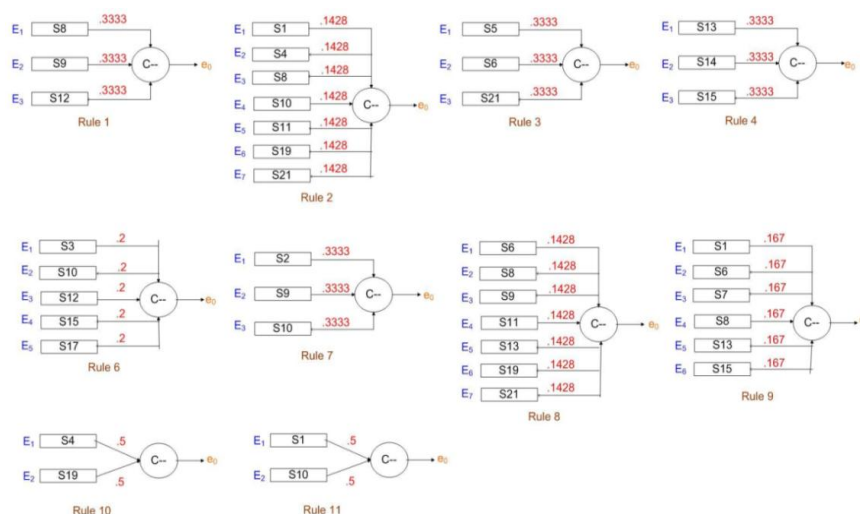 E1 S8 .3333
E2 S9 .3333 C-- e0
E3 S12 .3333
Rule 1
E1 S1 .1428
E2 S4 .1428
E3 S8 .1428
E4 S10 .1428 C-- e0
E5 S11 .1428
E6 S19 .1428
E7 S21 .1428
Rule 2
E1 S5 .3333
E2 S6 .3333 C-- e0
E3 S21 .3333
Rule 3
E1 S13 .3333
E2 S14 .3333 C-- e0
E3 S15 .3333
Rule 4
E1 S3 .2
E2 S10 .2
E3 S12 .2 C-- e0
E4 S15 .2
E5 S17 .2
Rule 6
E1 S2 .3333
E2 S9 .3333 C-- e0
E3 S10 .3333
Rule 7
E1 S6 .1428
E2 S8 .1428
E3 S9 .1428
E4 S11 .1428 C-- e0
E5 S13 .1428
E6 S19 .1428
E7 S21 .1428
Rule 8
E1 S1 .167
E2 S6 .167
E3 S7 .167
E4 S8 .167 C--
E5 S13 .167
E6 S15 .167
Rule 9
E1 S4 .5
C-- e0
E2 S19 .5
Rule 10
E1 S1 .5
C-- e0
E2 S10 .5
Rule 11